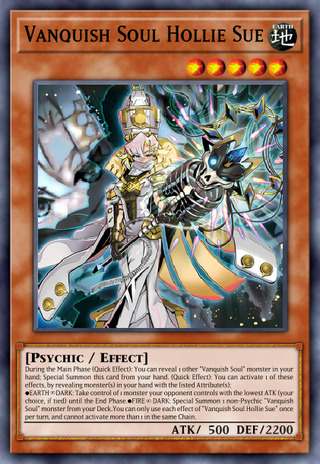 Vanquish Soul Hollie Sue
EARTH
地
[Psychic / Effect]
During the Main Phase (Quick Effect): You can reveal 1 other "Vanquish Soul" monster in your
hand; Special Summon this card from your hand. (Quick Effect): You can activate 1 of these
effects, by revealing monster(s) in your hand with the listed Attribute(s);
●EARTH☉DARK: Take control of 1 monster your opponent controls with the lowest ATK (your
choice, if tied) until the End Phase.●FIRE☉DARK: Special Summon 1 non-Psychic "Vanquish
Soul" monster from your Deck.You can only use each effect of "Vanquish Soul Hollie Sue" once
per turn, and cannot activate more than 1 in the same Chain.
ATK/ 500 DEF/2200